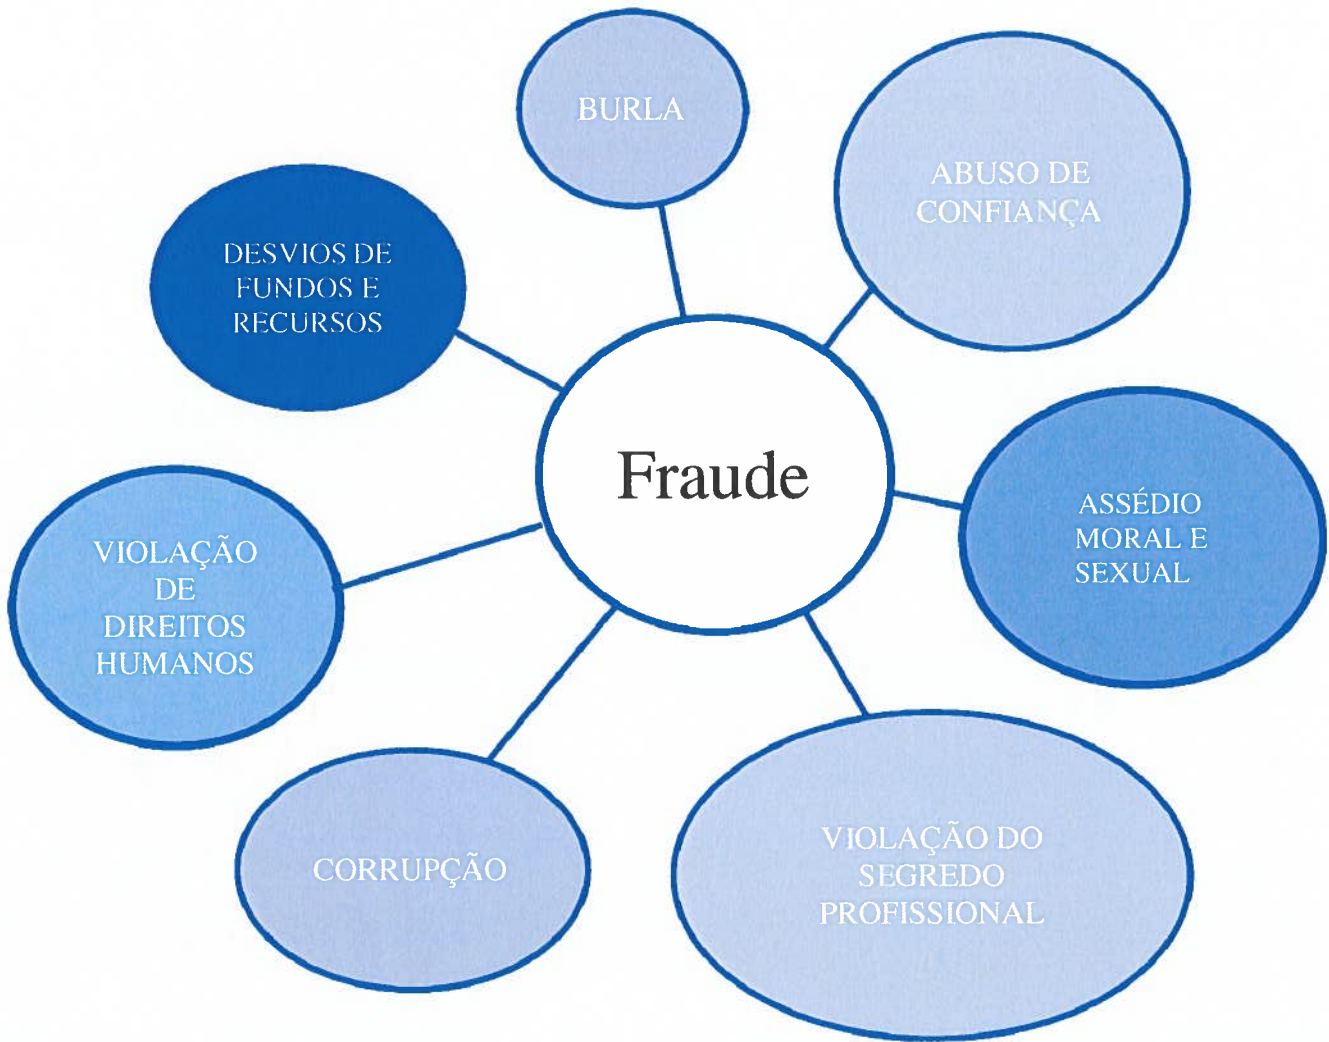 BURLA
ABUSO DE
CONFIANÇA
DESVIOS DE
FUNDOS E
RECURSOS
Fraude
ASSÉDIO
MORAL E
SEXUAL
VIOLAÇÃO
DE
DIREITOS
HUMANOS
CORRUPÇÃO
VIOLAÇÃO DO
SEGREDO
PROFISSIONAL